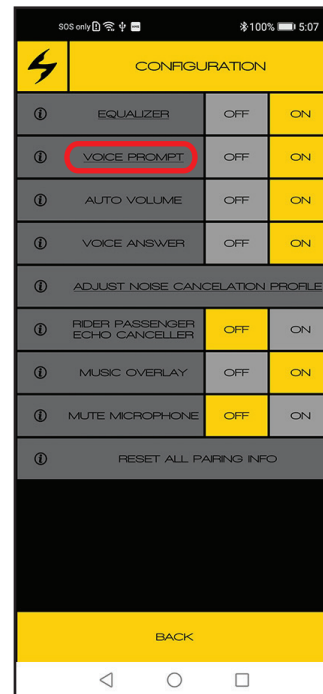 SOS only 100% 5:07
CONFIGURATION
EQUALIZER OFF ON
VOICE PROMPT OFF ON
AUTO VOLUME OFF ON
VOICE ANSWER OFF ON
ADJUST NOISE CANCELATION PROFILE
RIDER PASSENGER
ECHO CANCELLER OFF ON
MUSIC OVERLAY OFF ON
MUTE MICROPHONE OFF ON
RESET ALL PAIRING INFO
BACK